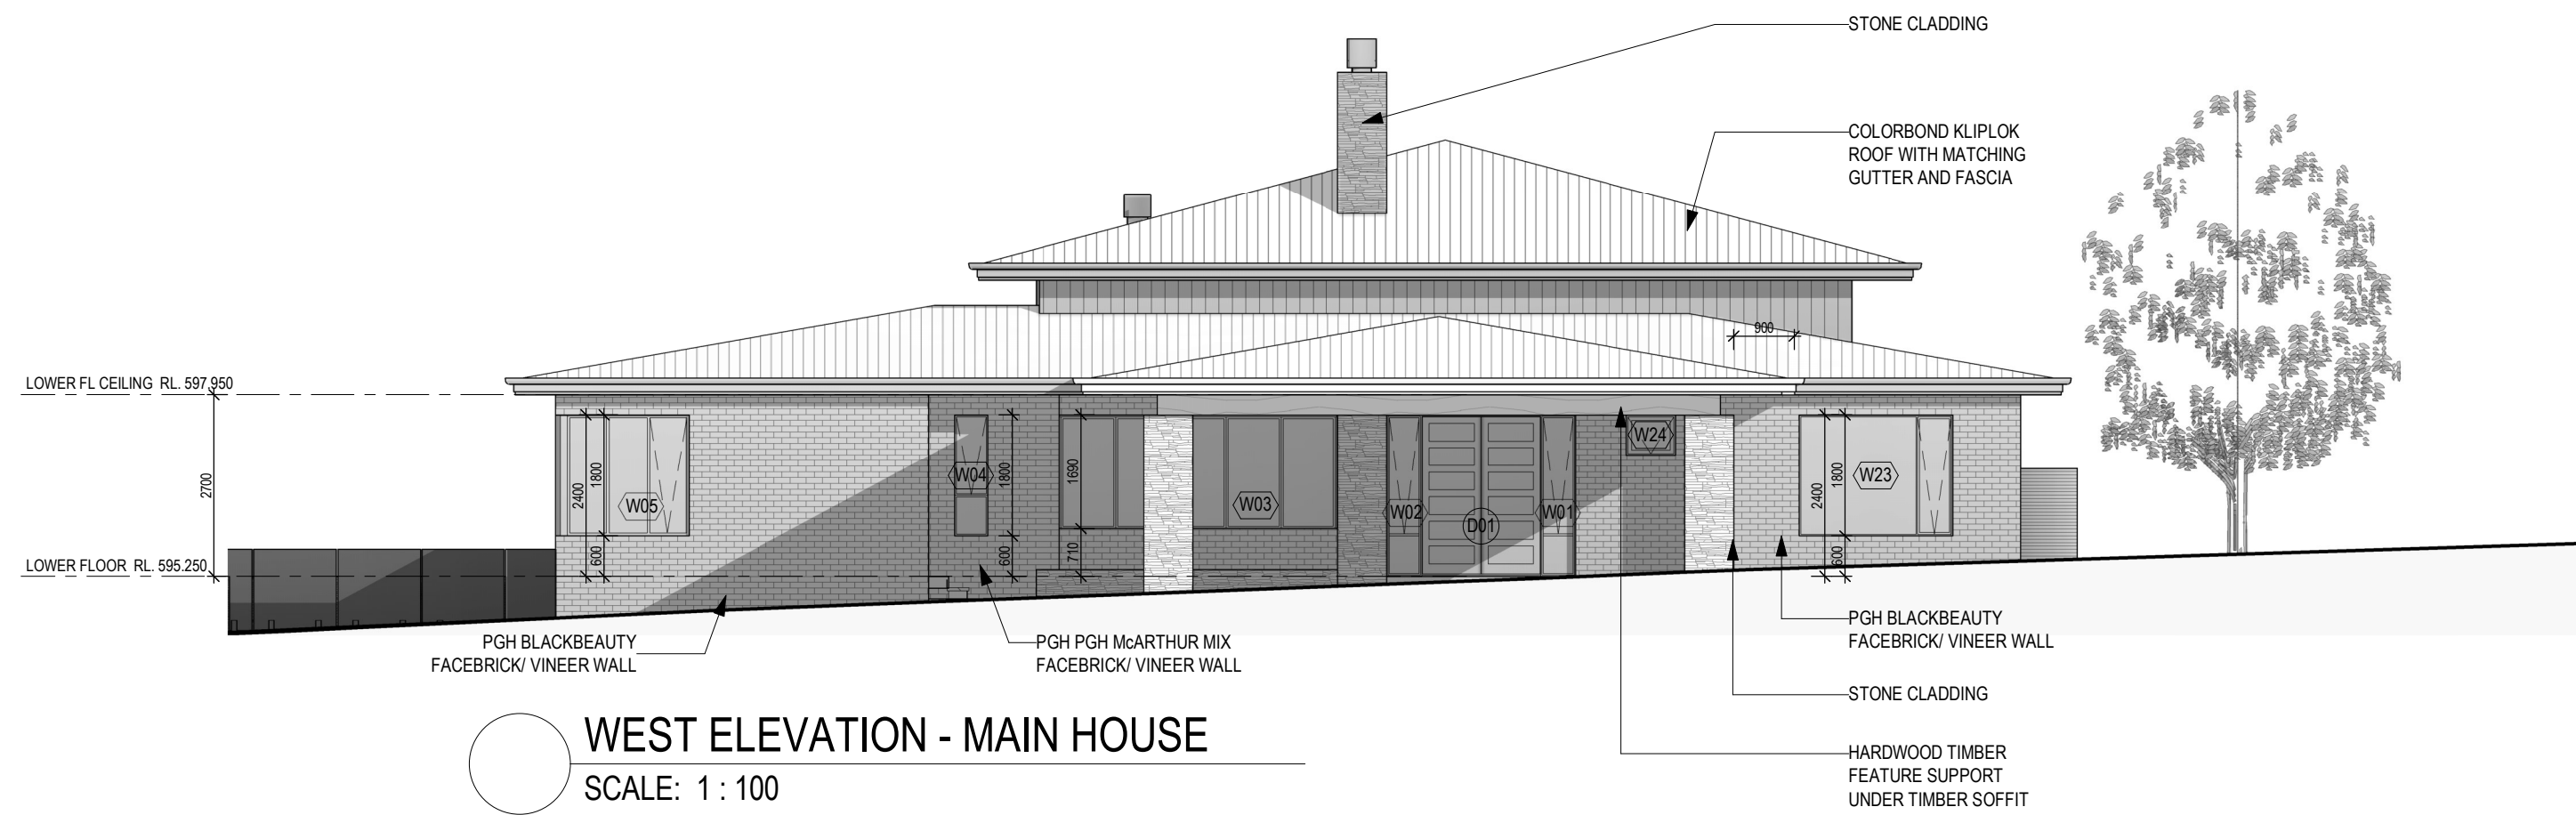 STONE CLADDING
COLORBOND KLIPLOK
ROOF WITH MATCHING
GUTTER AND FASCIA
900
LOWER FL CEILING RL. 597.950
2700
LOWER FLOOR RL. 595.250
2400
1800
600
W05
W04
1800
600
1690
710
W03
W02
D01
W01
W24
2400
1800
600
W23
PGH BLACKBEAUTY
FACEBRICK/ VINEER WALL
PGH PGH McARTHUR MIX
FACEBRICK/ VINEER WALL
PGH BLACKBEAUTY
FACEBRICK/ VINEER WALL
STONE CLADDING
HARDWOOD TIMBER
FEATURE SUPPORT
UNDER TIMBER SOFFIT
WEST ELEVATION - MAIN HOUSE
SCALE: 1 : 100